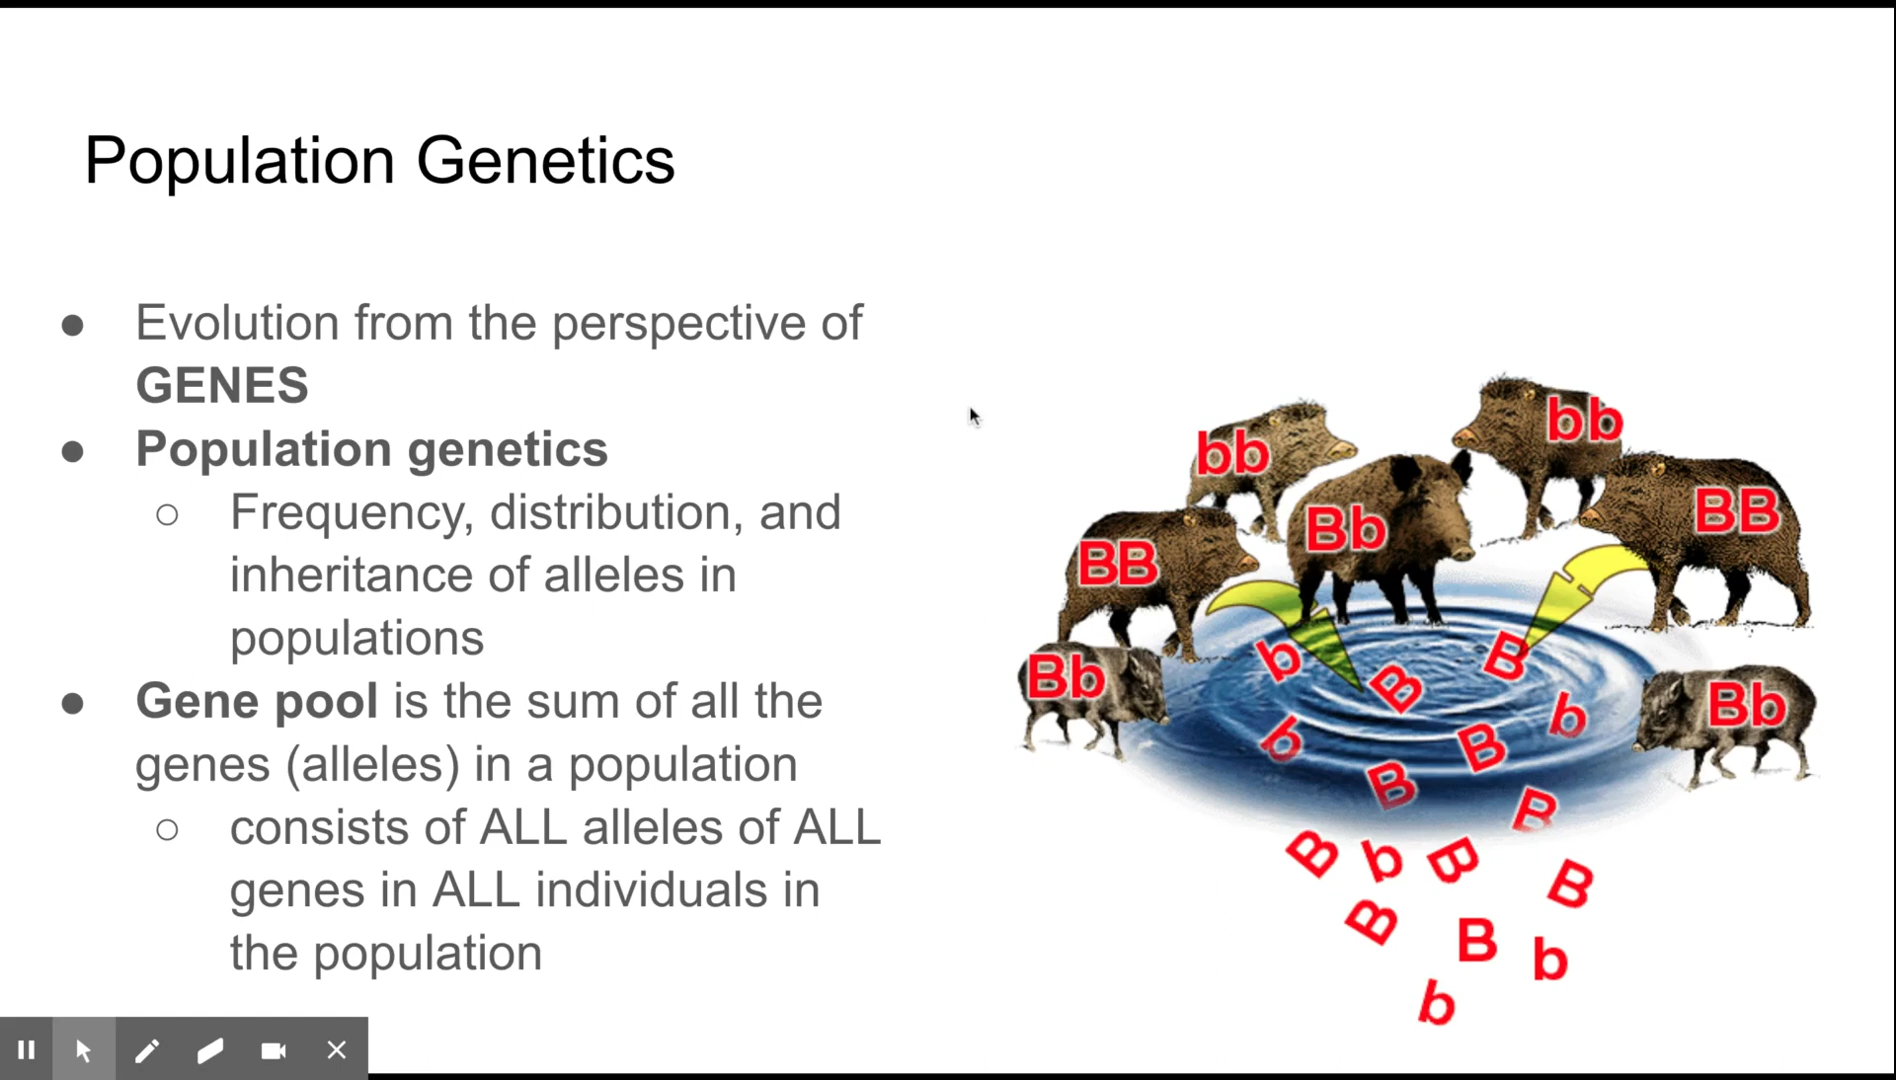 Population Genetics
● Evolution from the perspective of
GENES
● Population genetics
○ Frequency, distribution, and
inheritance of alleles in
populations
● Gene pool is the sum of all the
genes (alleles) in a population
○ consists of ALL alleles of ALL
genes in ALL individuals in
the population
bb
bb
BB
Bb
BB
Bb
Bb
b
B
B
b
b
B
B
B
B
b
B
B
B
B
b
b